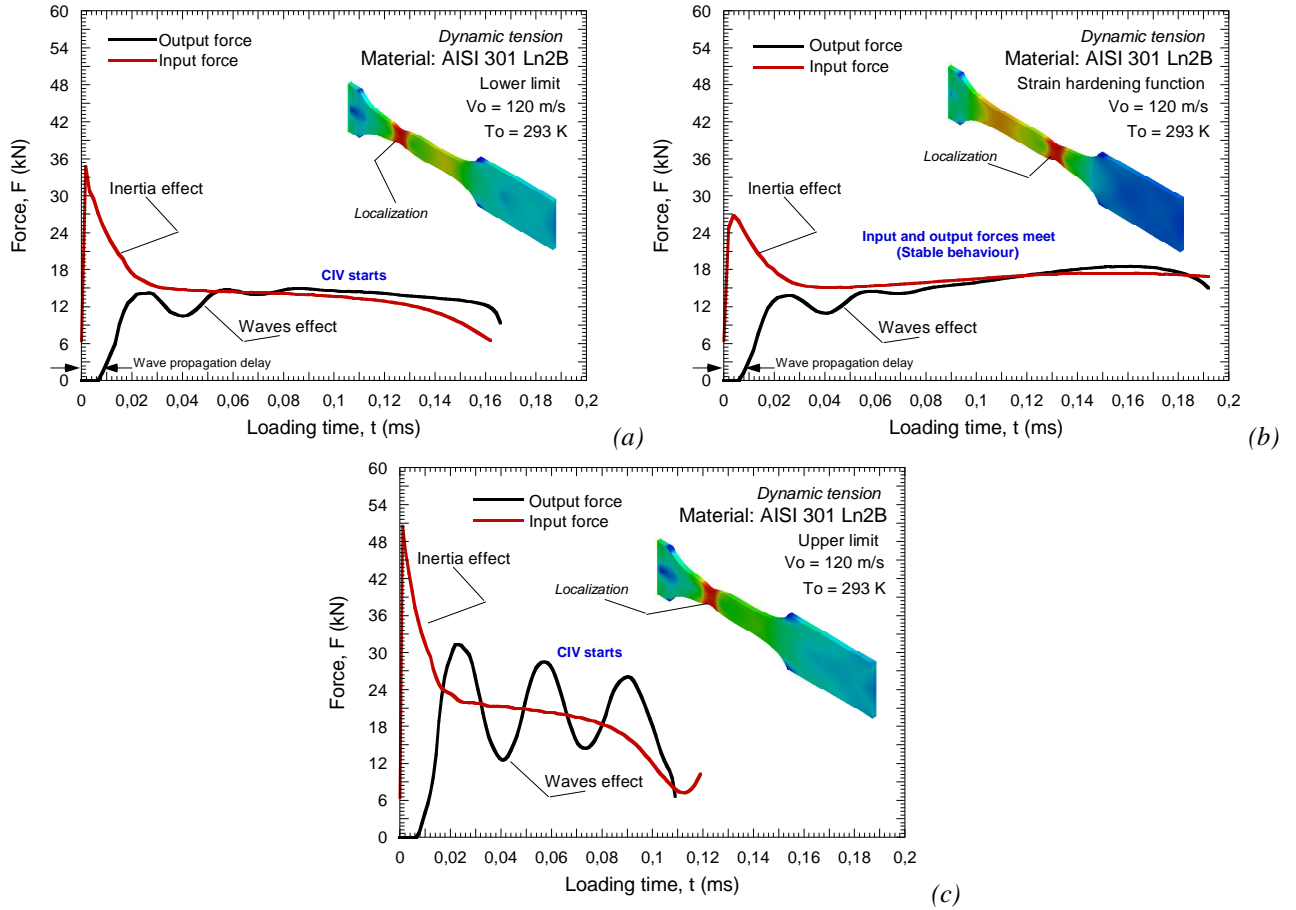 60
54
48
42
36
30
24
18
12
6
0
Force, F (kN)
Output force
Input force
Dynamic tension
Material: AISI 301 Ln2B
Lower limit
Vo = 120 m/s
To = 293 K
Inertia effect
Localization
CIV starts
Waves effect
Wave propagation delay
0 0,02 0,04 0,06 0,08 0,1 0,12 0,14 0,16 0,18 0,2
Loading time, t (ms)
(a)
60
54
48
42
36
30
24
18
12
6
0
Force, F (kN)
Output force
Input force
Dynamic tension
Material: AISI 301 Ln2B
Strain hardening function
Vo = 120 m/s
To = 293 K
Localization
Inertia effect
Input and output forces meet
(Stable behaviour)
Waves effect
Wave propagation delay
0 0,02 0,04 0,06 0,08 0,1 0,12 0,14 0,16 0,18 0,2
Loading time, t (ms)
(b)
60
54
48
42
36
30
24
18
12
6
0
Force, F (kN)
Output force
Input force
Dynamic tension
Material: AISI 301 Ln2B
Upper limit
Vo = 120 m/s
To = 293 K
Inertia effect
Localization
CIV starts
Waves effect
0 0,02 0,04 0,06 0,08 0,1 0,12 0,14 0,16 0,18 0,2
Loading time, t (ms)
(c)